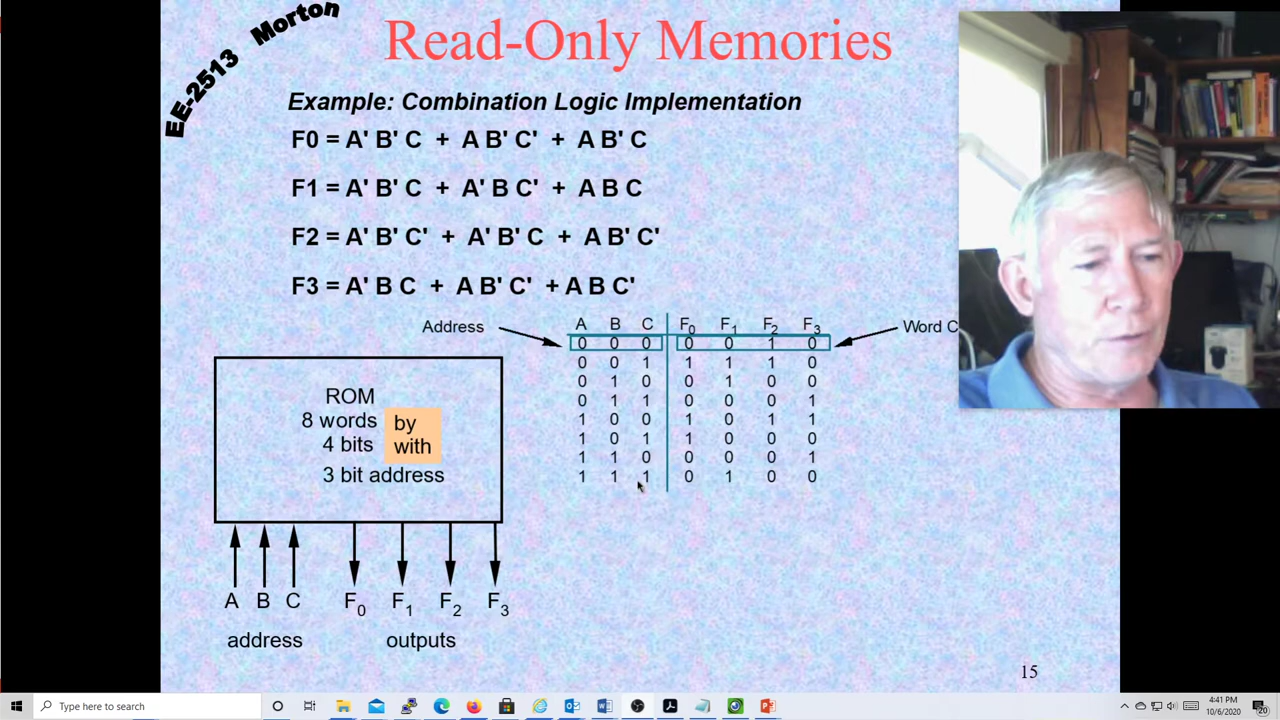 EE-2513 Morton
Read-Only Memories
Example: Combination Logic Implementation
F0 = A' B' C + A B' C' + A B' C
F1 = A' B' C + A' B C' + A B C
F2 = A' B' C' + A' B' C + A B' C'
F3 = A' B C + A B' C' + A B C'
Address
Word C
A B C F0 F1 F2 F3
0 0 0 0 0 1 0
0 0 1 1 1 1 0
0 1 0 0 1 0 0
0 1 1 0 0 0 1
1 0 0 1 0 1 1
1 0 1 1 0 0 0
1 1 0 0 0 0 1
1 1 1 0 1 0 0
ROM
8 words by
4 bits with
3 bit address
A B C F0 F1 F2 F3
address outputs
15
Type here to search
4:41 PM
10/6/2020
20